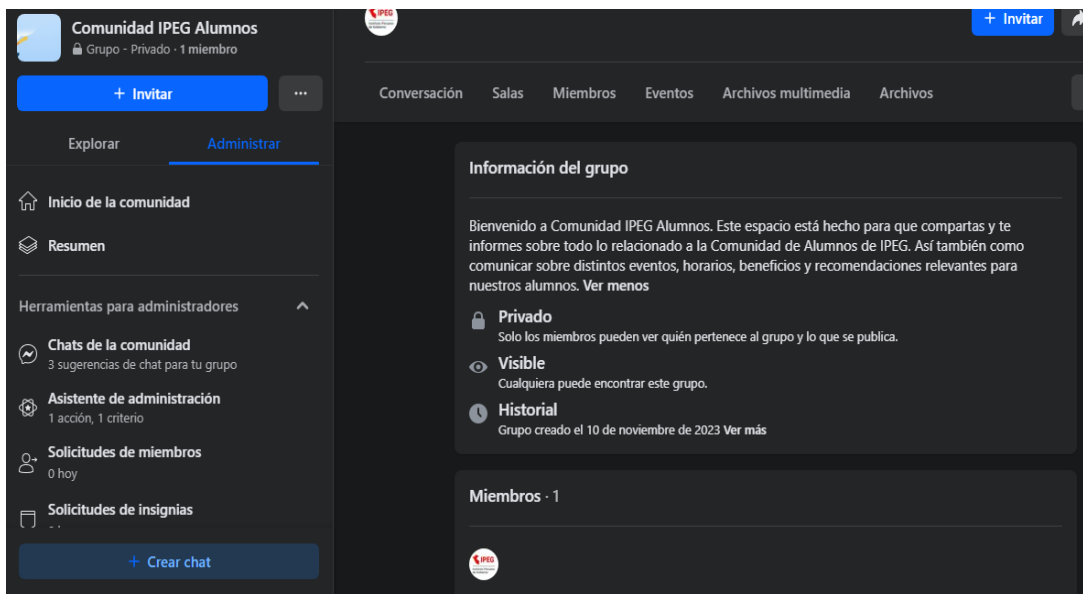 Comunidad IPEG Alumnos
Grupo - Privado · 1 miembro
+ Invitar
...
Explorar
Administrar
Inicio de la comunidad
Resumen
Herramientas para administradores
Chats de la comunidad
3 sugerencias de chat para tu grupo
Asistente de administración
1 acción, 1 criterio
Solicitudes de miembros
0 hoy
Solicitudes de insignias
+ Crear chat
IPEG
+ Invitar
Conversación Salas Miembros Eventos Archivos multimedia Archivos
Información del grupo
Bienvenido a Comunidad IPEG Alumnos. Este espacio está hecho para que compartas y te
informes sobre todo lo relacionado a la Comunidad de Alumnos de IPEG. Así también como
comunicar sobre distintos eventos, horarios, beneficios y recomendaciones relevantes para
nuestros alumnos. Ver menos
Privado
Solo los miembros pueden ver quién pertenece al grupo y lo que se publica.
Visible
Cualquiera puede encontrar este grupo.
Historial
Grupo creado el 10 de noviembre de 2023 Ver más
Miembros · 1
IPEG